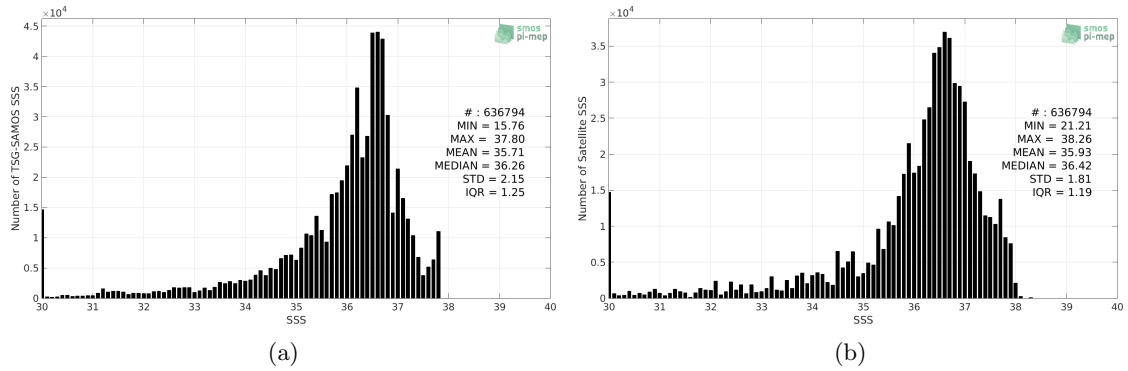 ×10⁴
4.5
4
3.5
3
2.5
2
1.5
1
0.5
0
Number of TSG-SAMOS SSS
smos
pi-mep
# : 636794
MIN = 15.76
MAX = 37.80
MEAN = 35.71
MEDIAN = 36.26
STD = 2.15
IQR = 1.25
30 31 32 33 34 35 36 37 38 39 40
SSS
(a)
×10⁴
3.5
3
2.5
2
1.5
1
0.5
0
Number of Satellite SSS
smos
pi-mep
# : 636794
MIN = 21.21
MAX = 38.26
MEAN = 35.93
MEDIAN = 36.42
STD = 1.81
IQR = 1.19
30 31 32 33 34 35 36 37 38 39 40
SSS
(b)